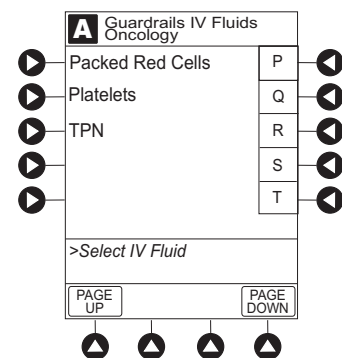 A Guardrails IV Fluids
Oncology
Packed Red Cells P
Platelets Q
TPN R
S
T
>Select IV Fluid
PAGE UP PAGE DOWN